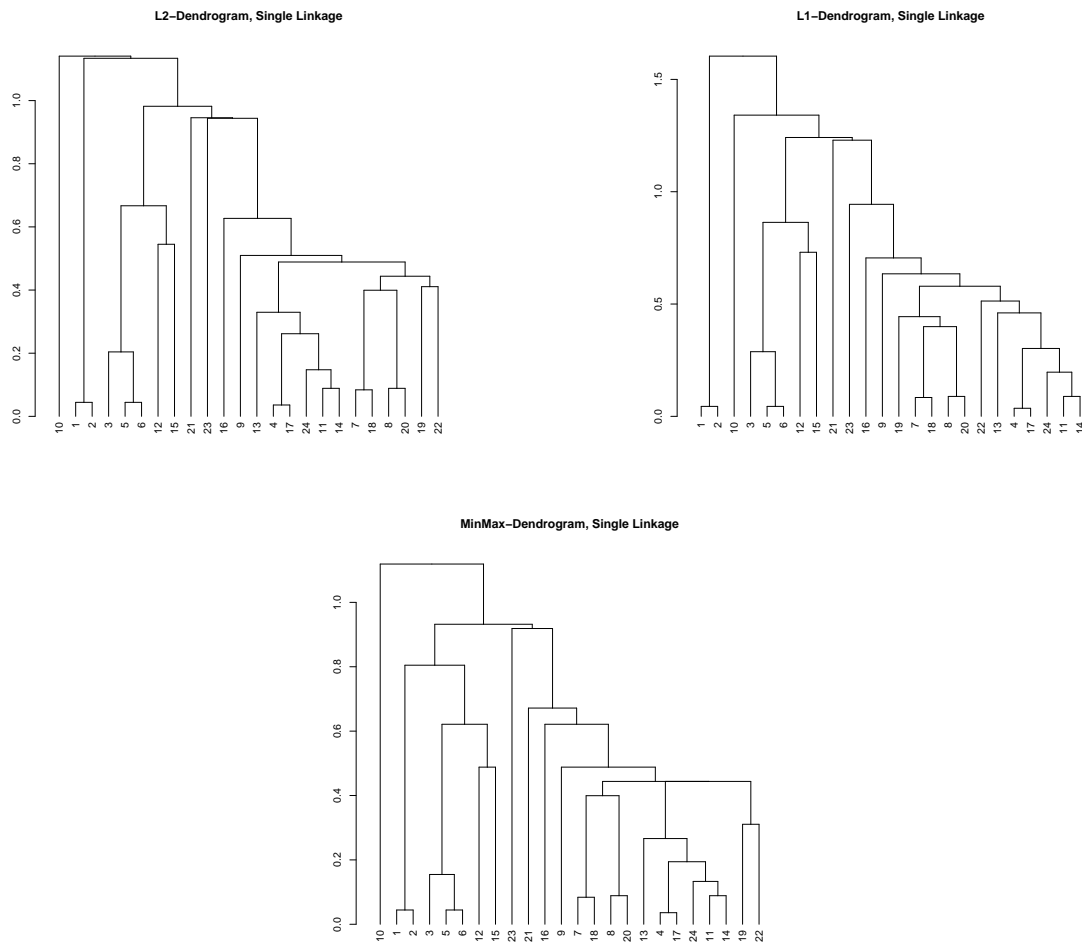 L2−Dendrogram, Single Linkage
0.0 0.2 0.4 0.6 0.8 1.0
10 1 2 3 5 6 12 15 21 23 16 9 13 4 17 24 11 14 7 18 8 20 19 22
L1−Dendrogram, Single Linkage
0.0 0.5 1.0 1.5
1 2 10 3 5 6 12 15 21 23 16 9 19 7 18 8 20 22 13 4 17 24 11 14
MinMax−Dendrogram, Single Linkage
0.0 0.2 0.4 0.6 0.8 1.0
10 1 2 3 5 6 12 15 23 21 16 9 7 18 8 20 13 4 17 24 11 14 19 22